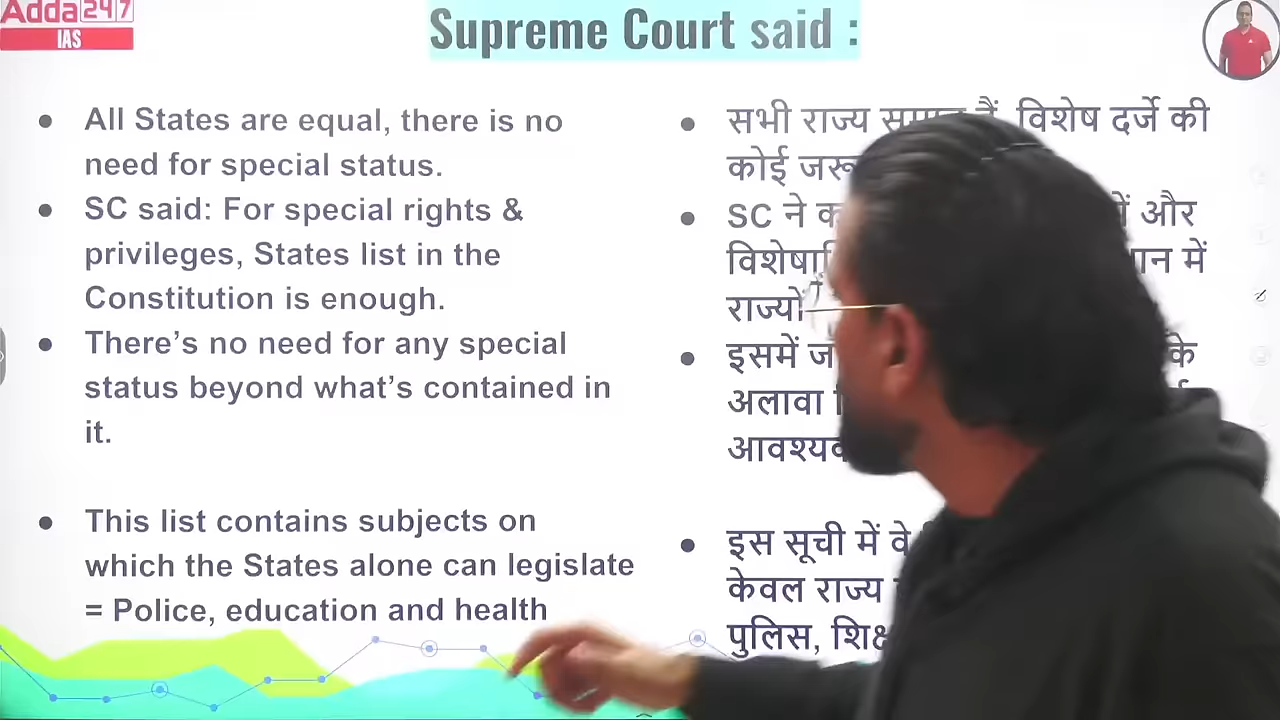 Adda247
IAS
Supreme Court said :
All States are equal, there is no
need for special status.
SC said: For special rights &
privileges, States list in the
Constitution is enough.
There's no need for any special
status beyond what's contained in
it.
This list contains subjects on
which the States alone can legislate
= Police, education and health
सभी राज्य विशेष दर्जे की
कोई
SC ने और
में
इसमें के
अलावा
इस सूची में वे
केवल राज्य
पुलिस,